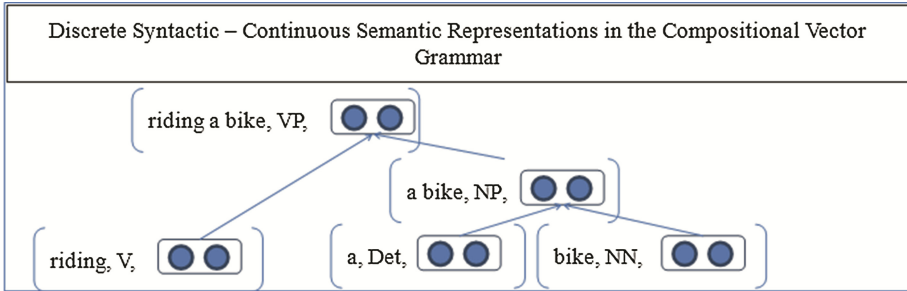 Discrete Syntactic – Continuous Semantic Representations in the Compositional Vector
Grammar
riding a bike, VP,
a bike, NP,
riding, V,
a, Det,
bike, NN,